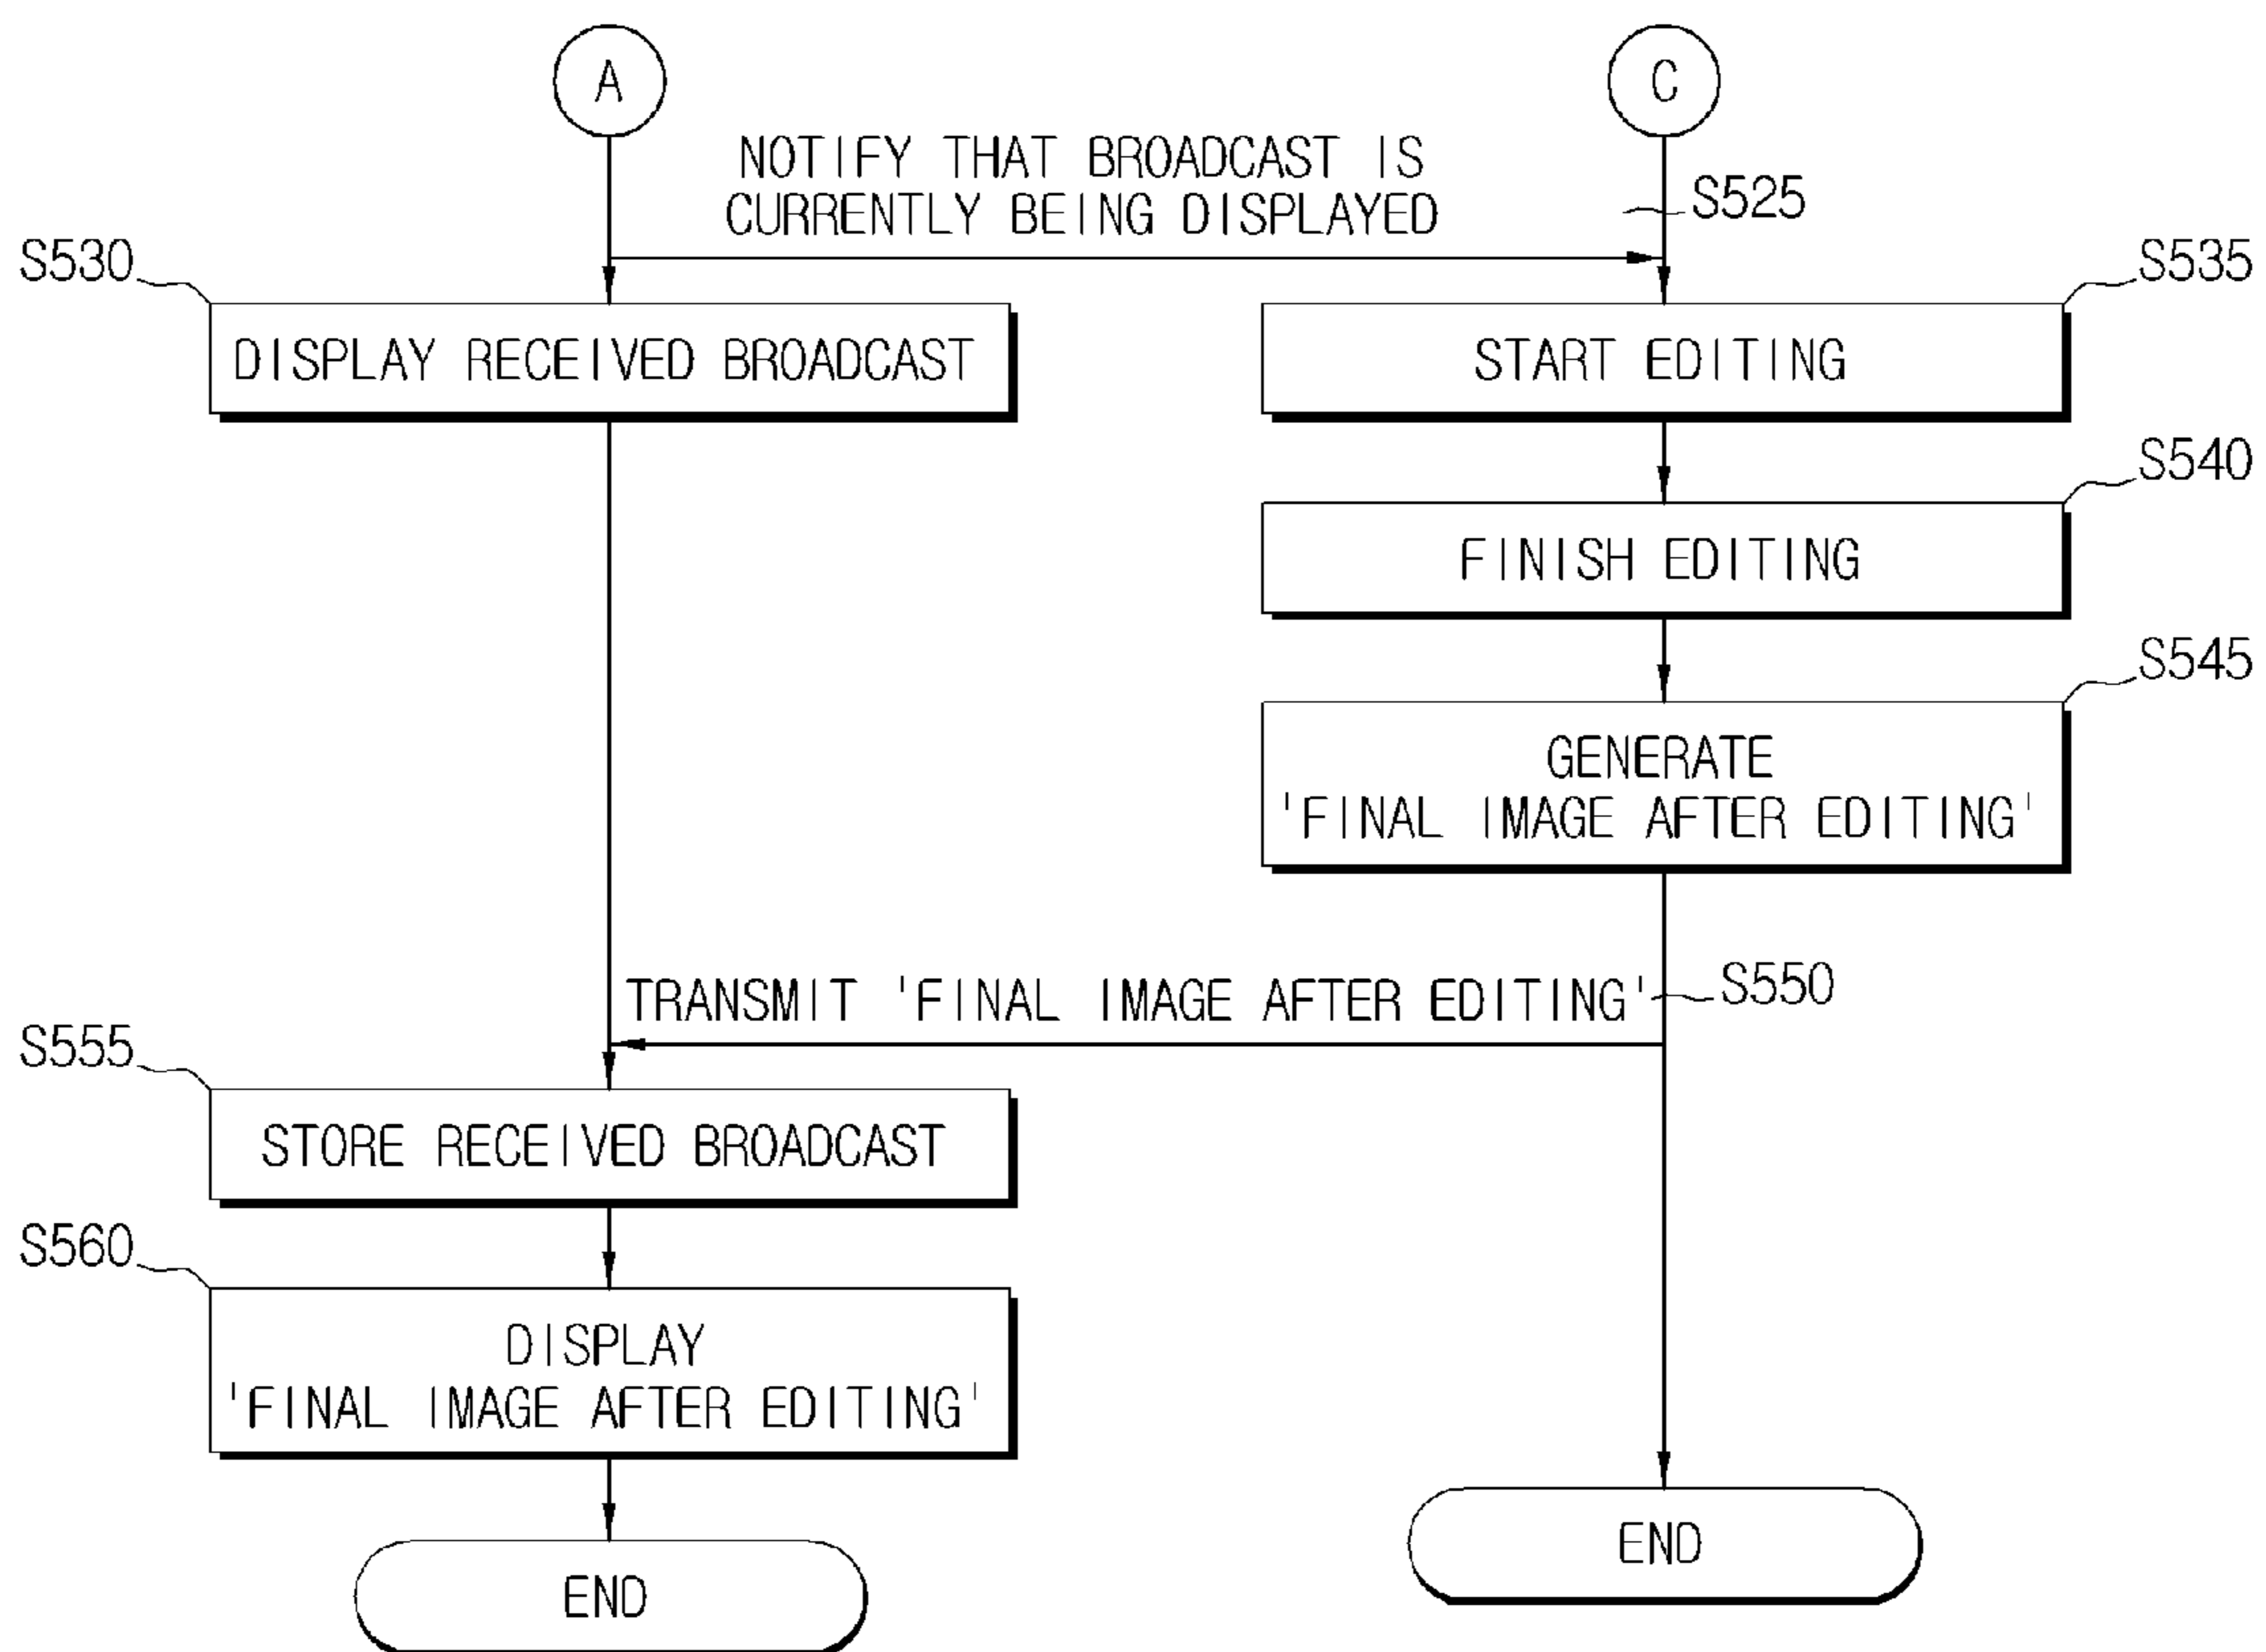 A
C
NOTIFY THAT BROADCAST IS
CURRENTLY BEING DISPLAYED
S525
S530
S535
DISPLAY RECEIVED BROADCAST
START EDITING
S540
FINISH EDITING
S545
GENERATE
'FINAL IMAGE AFTER EDITING'
TRANSMIT 'FINAL IMAGE AFTER EDITING'
S550
S555
STORE RECEIVED BROADCAST
S560
DISPLAY
'FINAL IMAGE AFTER EDITING'
END
END